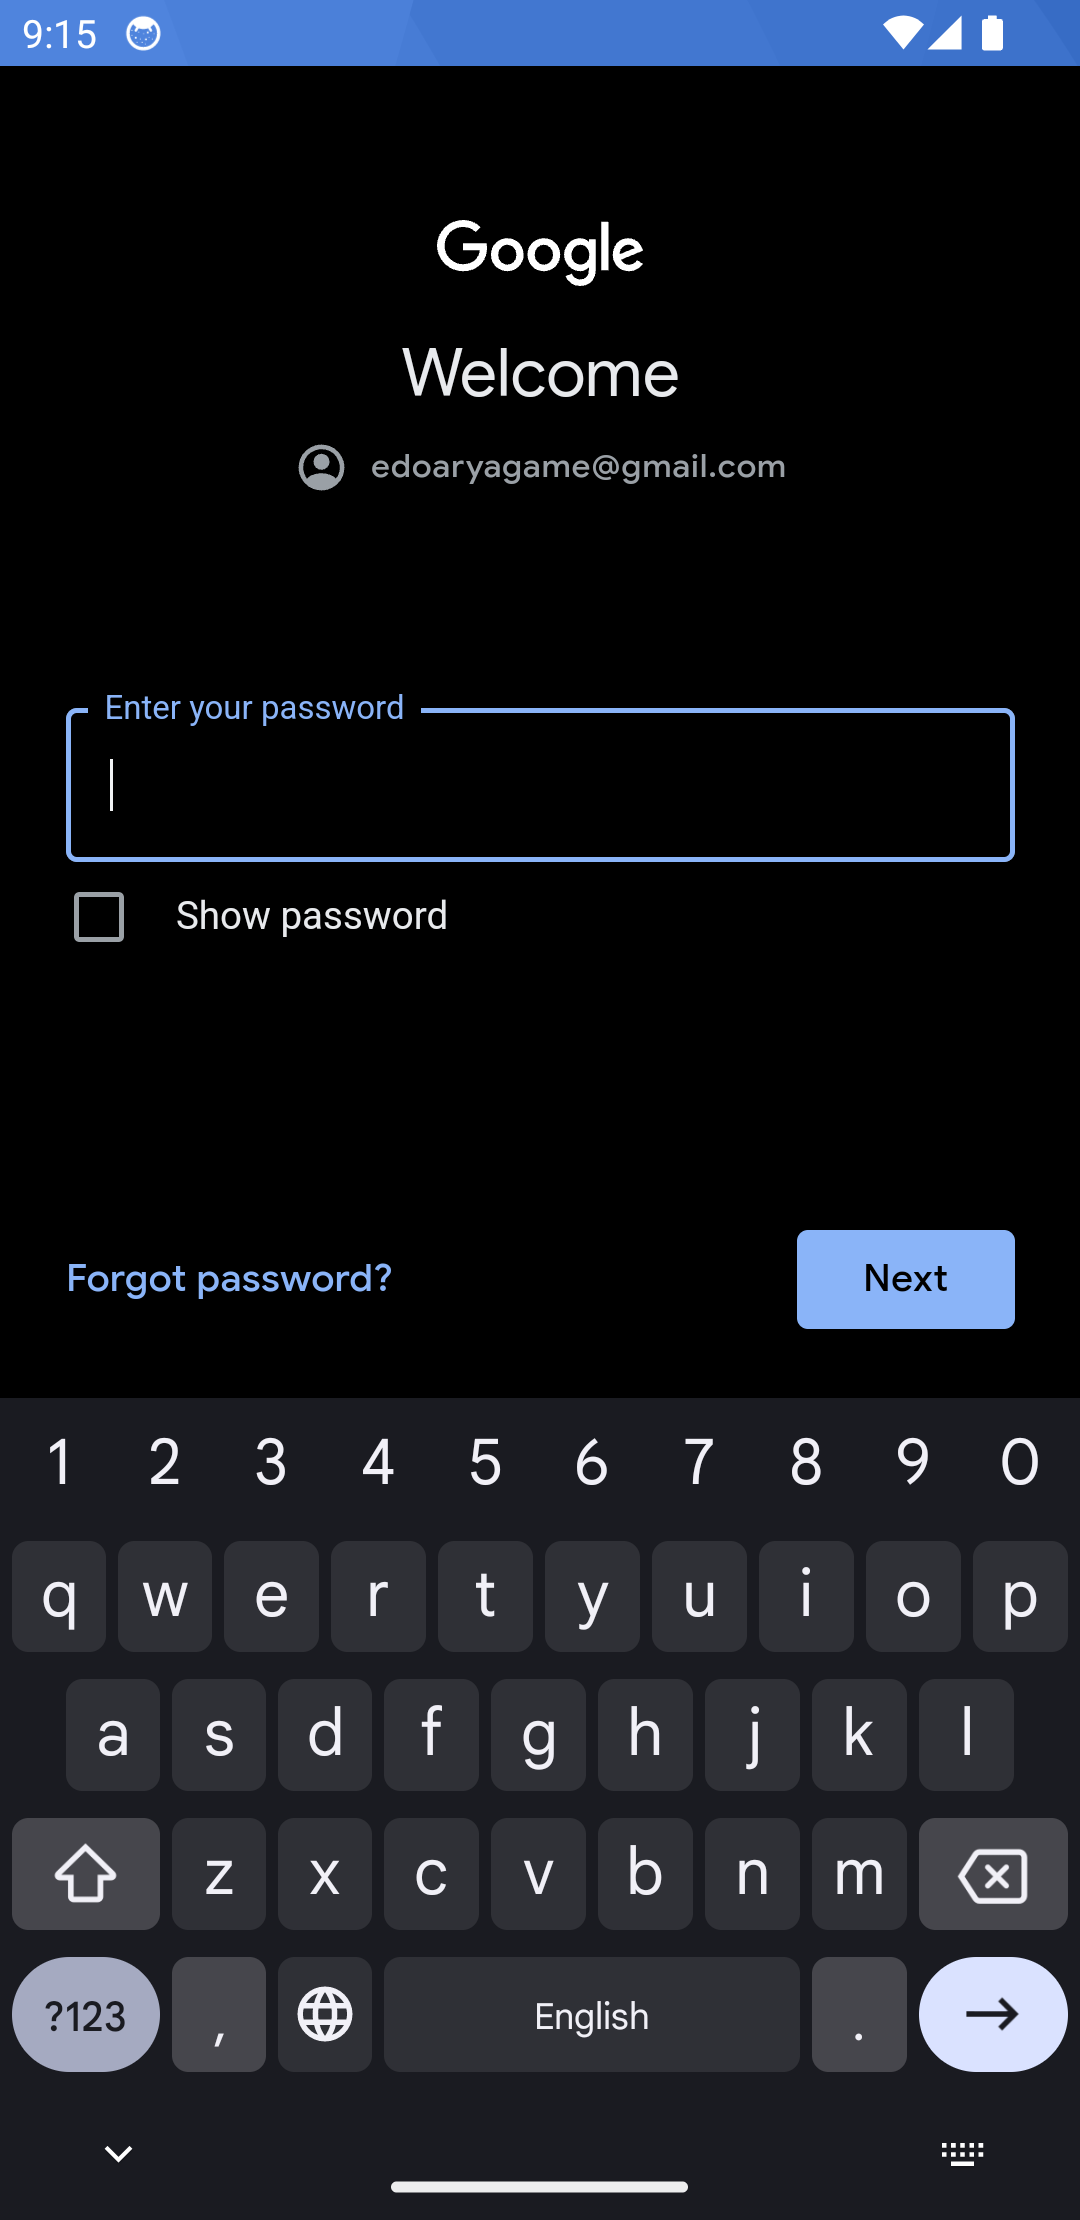 9:15
Google
Welcome
edoaryagame@gmail.com
Enter your password
Show password
Forgot password?
Next
1 2 3 4 5 6 7 8 9 0
q w e r t y u i o p
a s d f g h j k l
z x c v b n m
?123 , English .